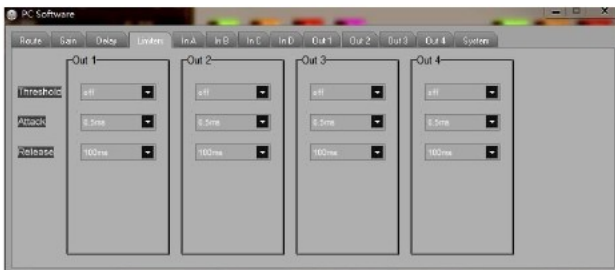 PC Software
Route Gain Delay Limiters In A In B In C In D Out 1 Out 2 Out 3 Out 4 System
Out 1 Out 2 Out 3 Out 4
Threshold off off off off
Attack 0.5ms 0.5ms 0.5ms 0.5ms
Release 100ms 100ms 100ms 100ms